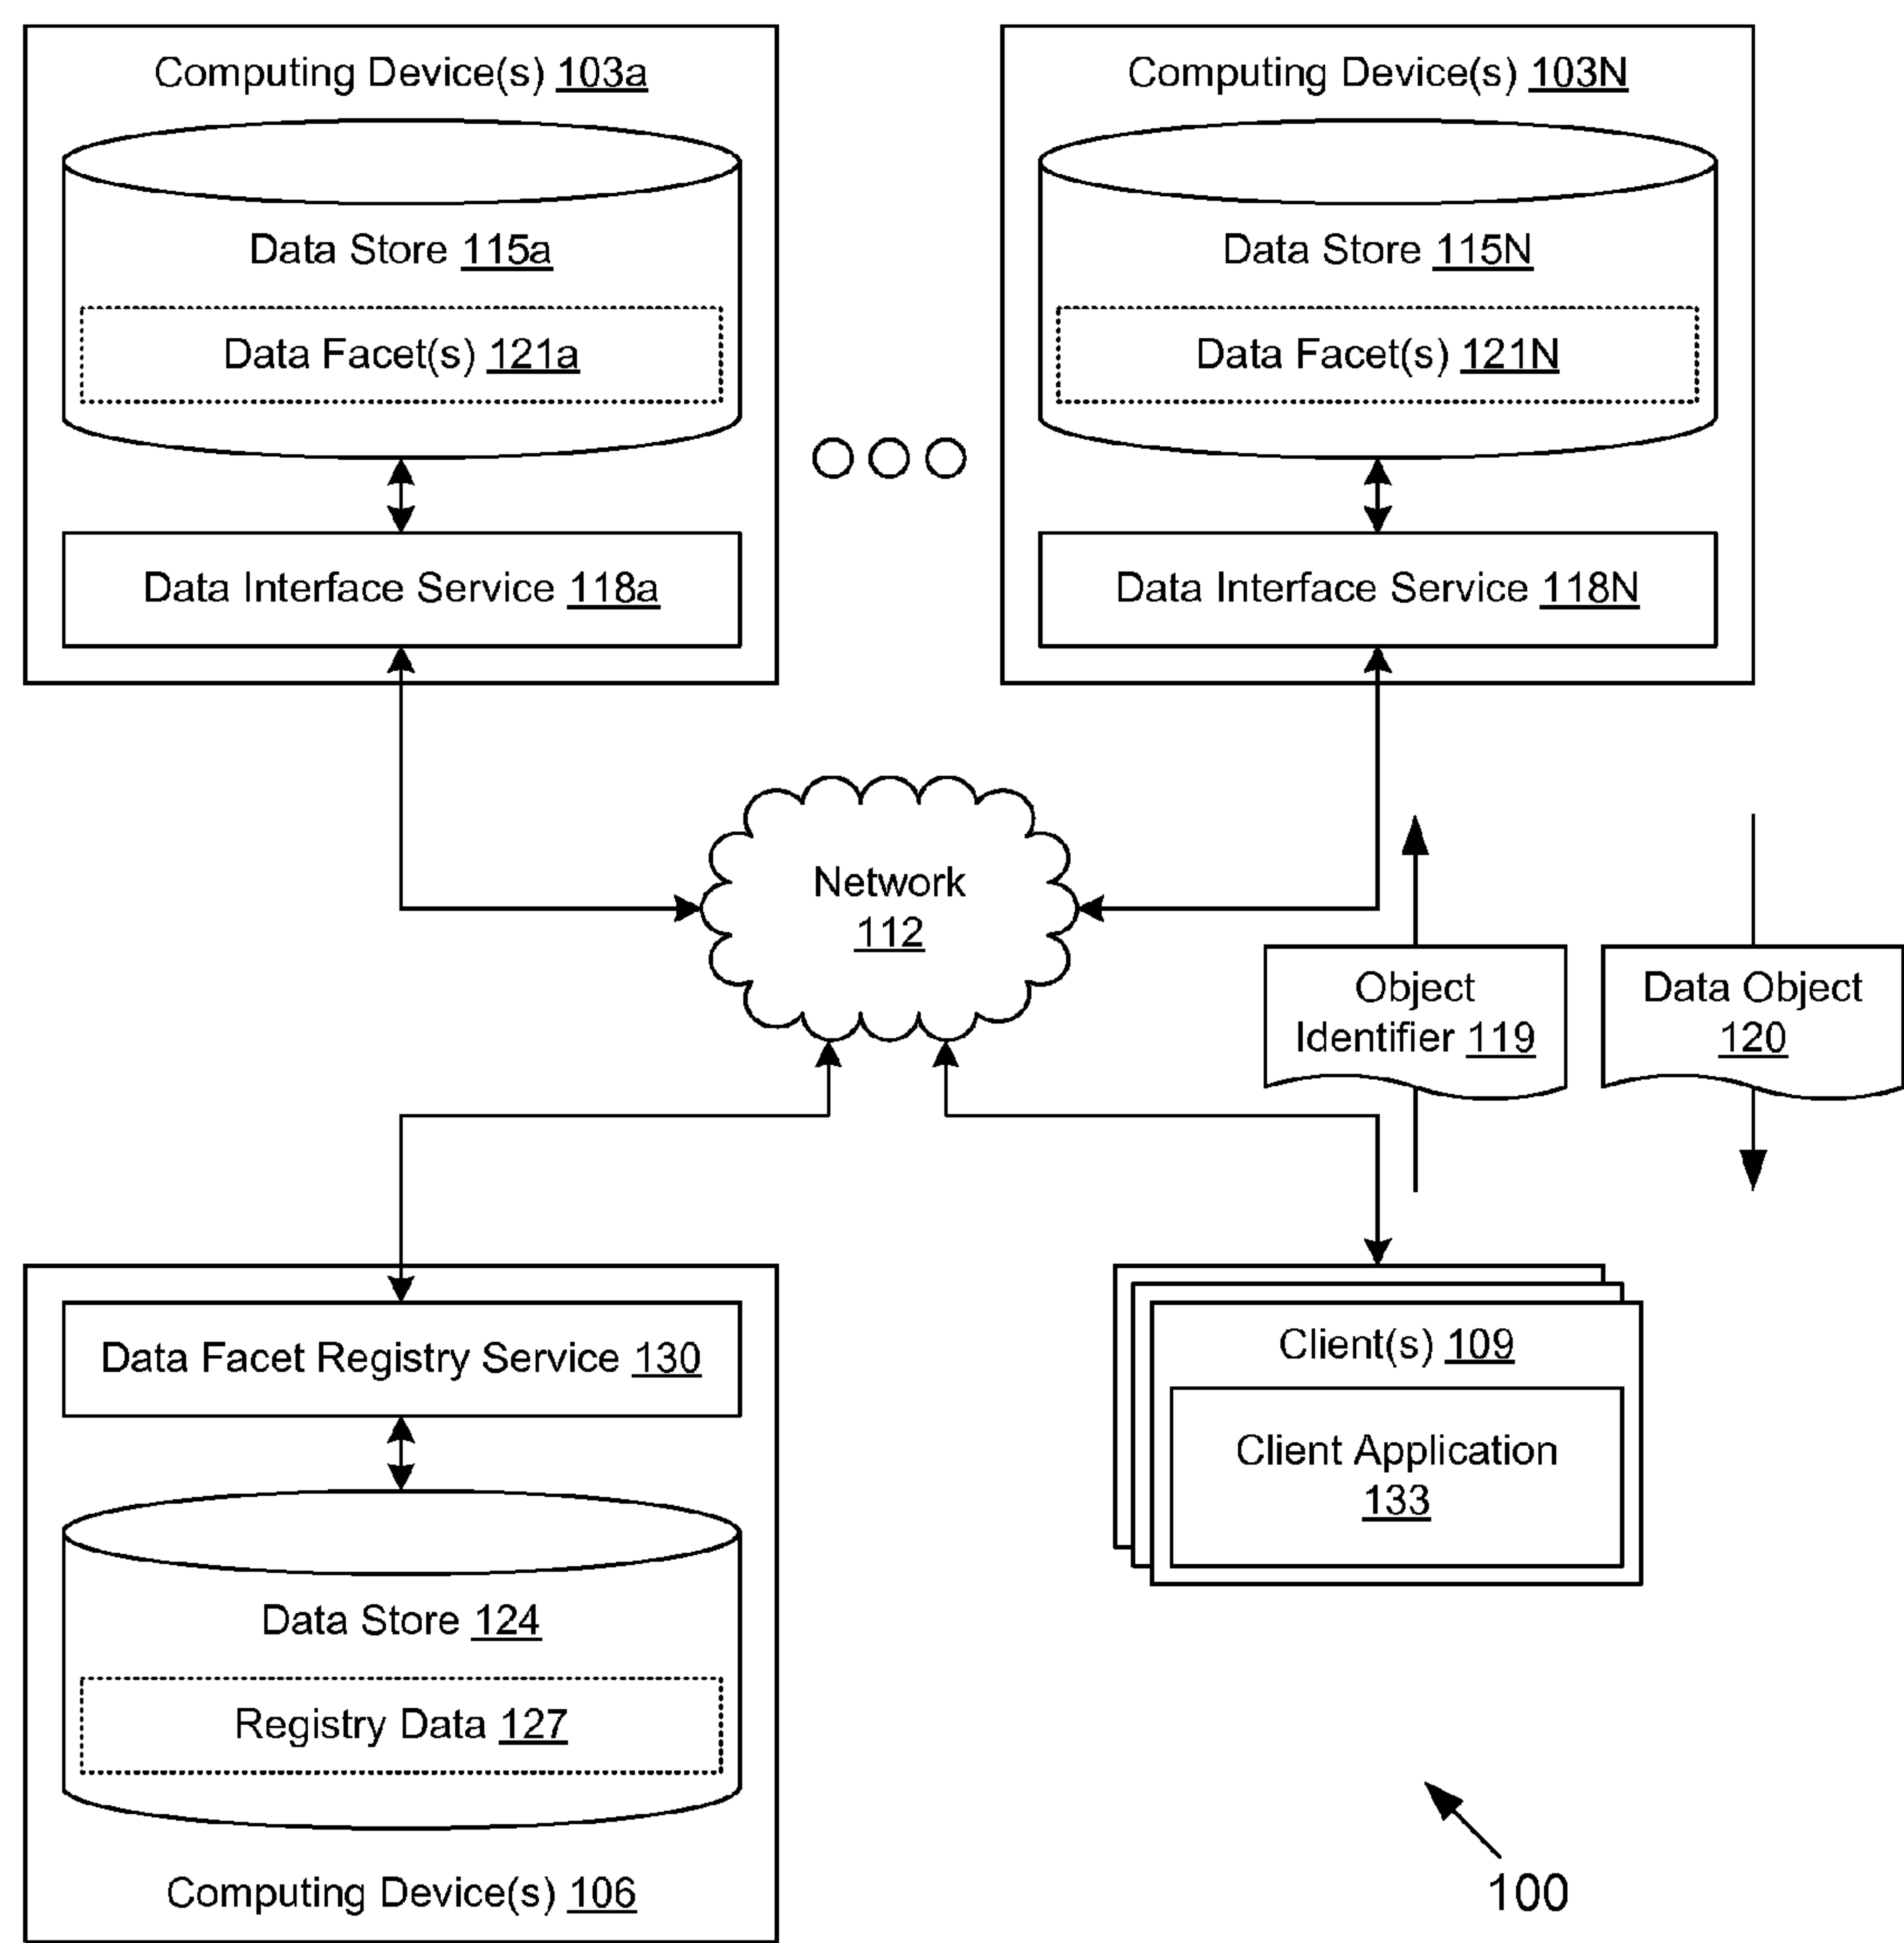 Computing Device(s) 103a
Data Store 115a
Data Facet(s) 121a
Data Interface Service 118a
Computing Device(s) 103N
Data Store 115N
Data Facet(s) 121N
Data Interface Service 118N
Network
112
Object
Identifier 119
Data Object
120
Data Facet Registry Service 130
Data Store 124
Registry Data 127
Computing Device(s) 106
Client(s) 109
Client Application
133
100